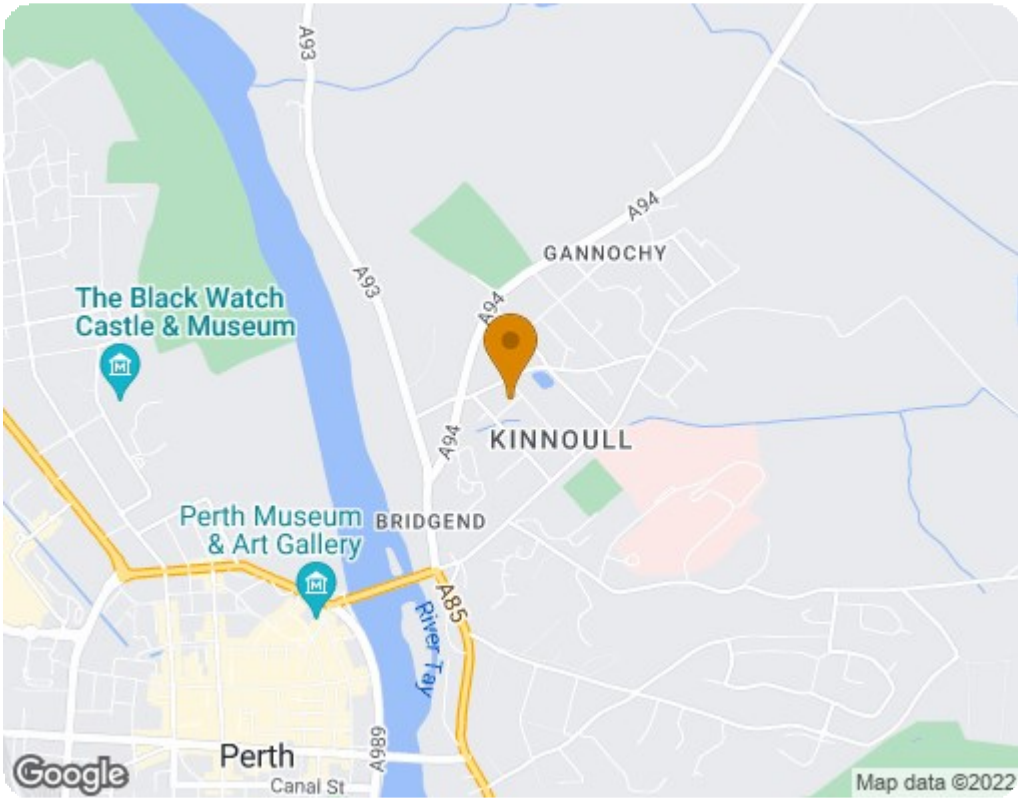 A93
A94
GANNOCHY
A93
The Black Watch
Castle & Museum
A94
A94
KINNOULL
Perth Museum
& Art Gallery
BRIDGEND
A85
River Tay
A989
Perth
Canal St
Google
Map data ©2022